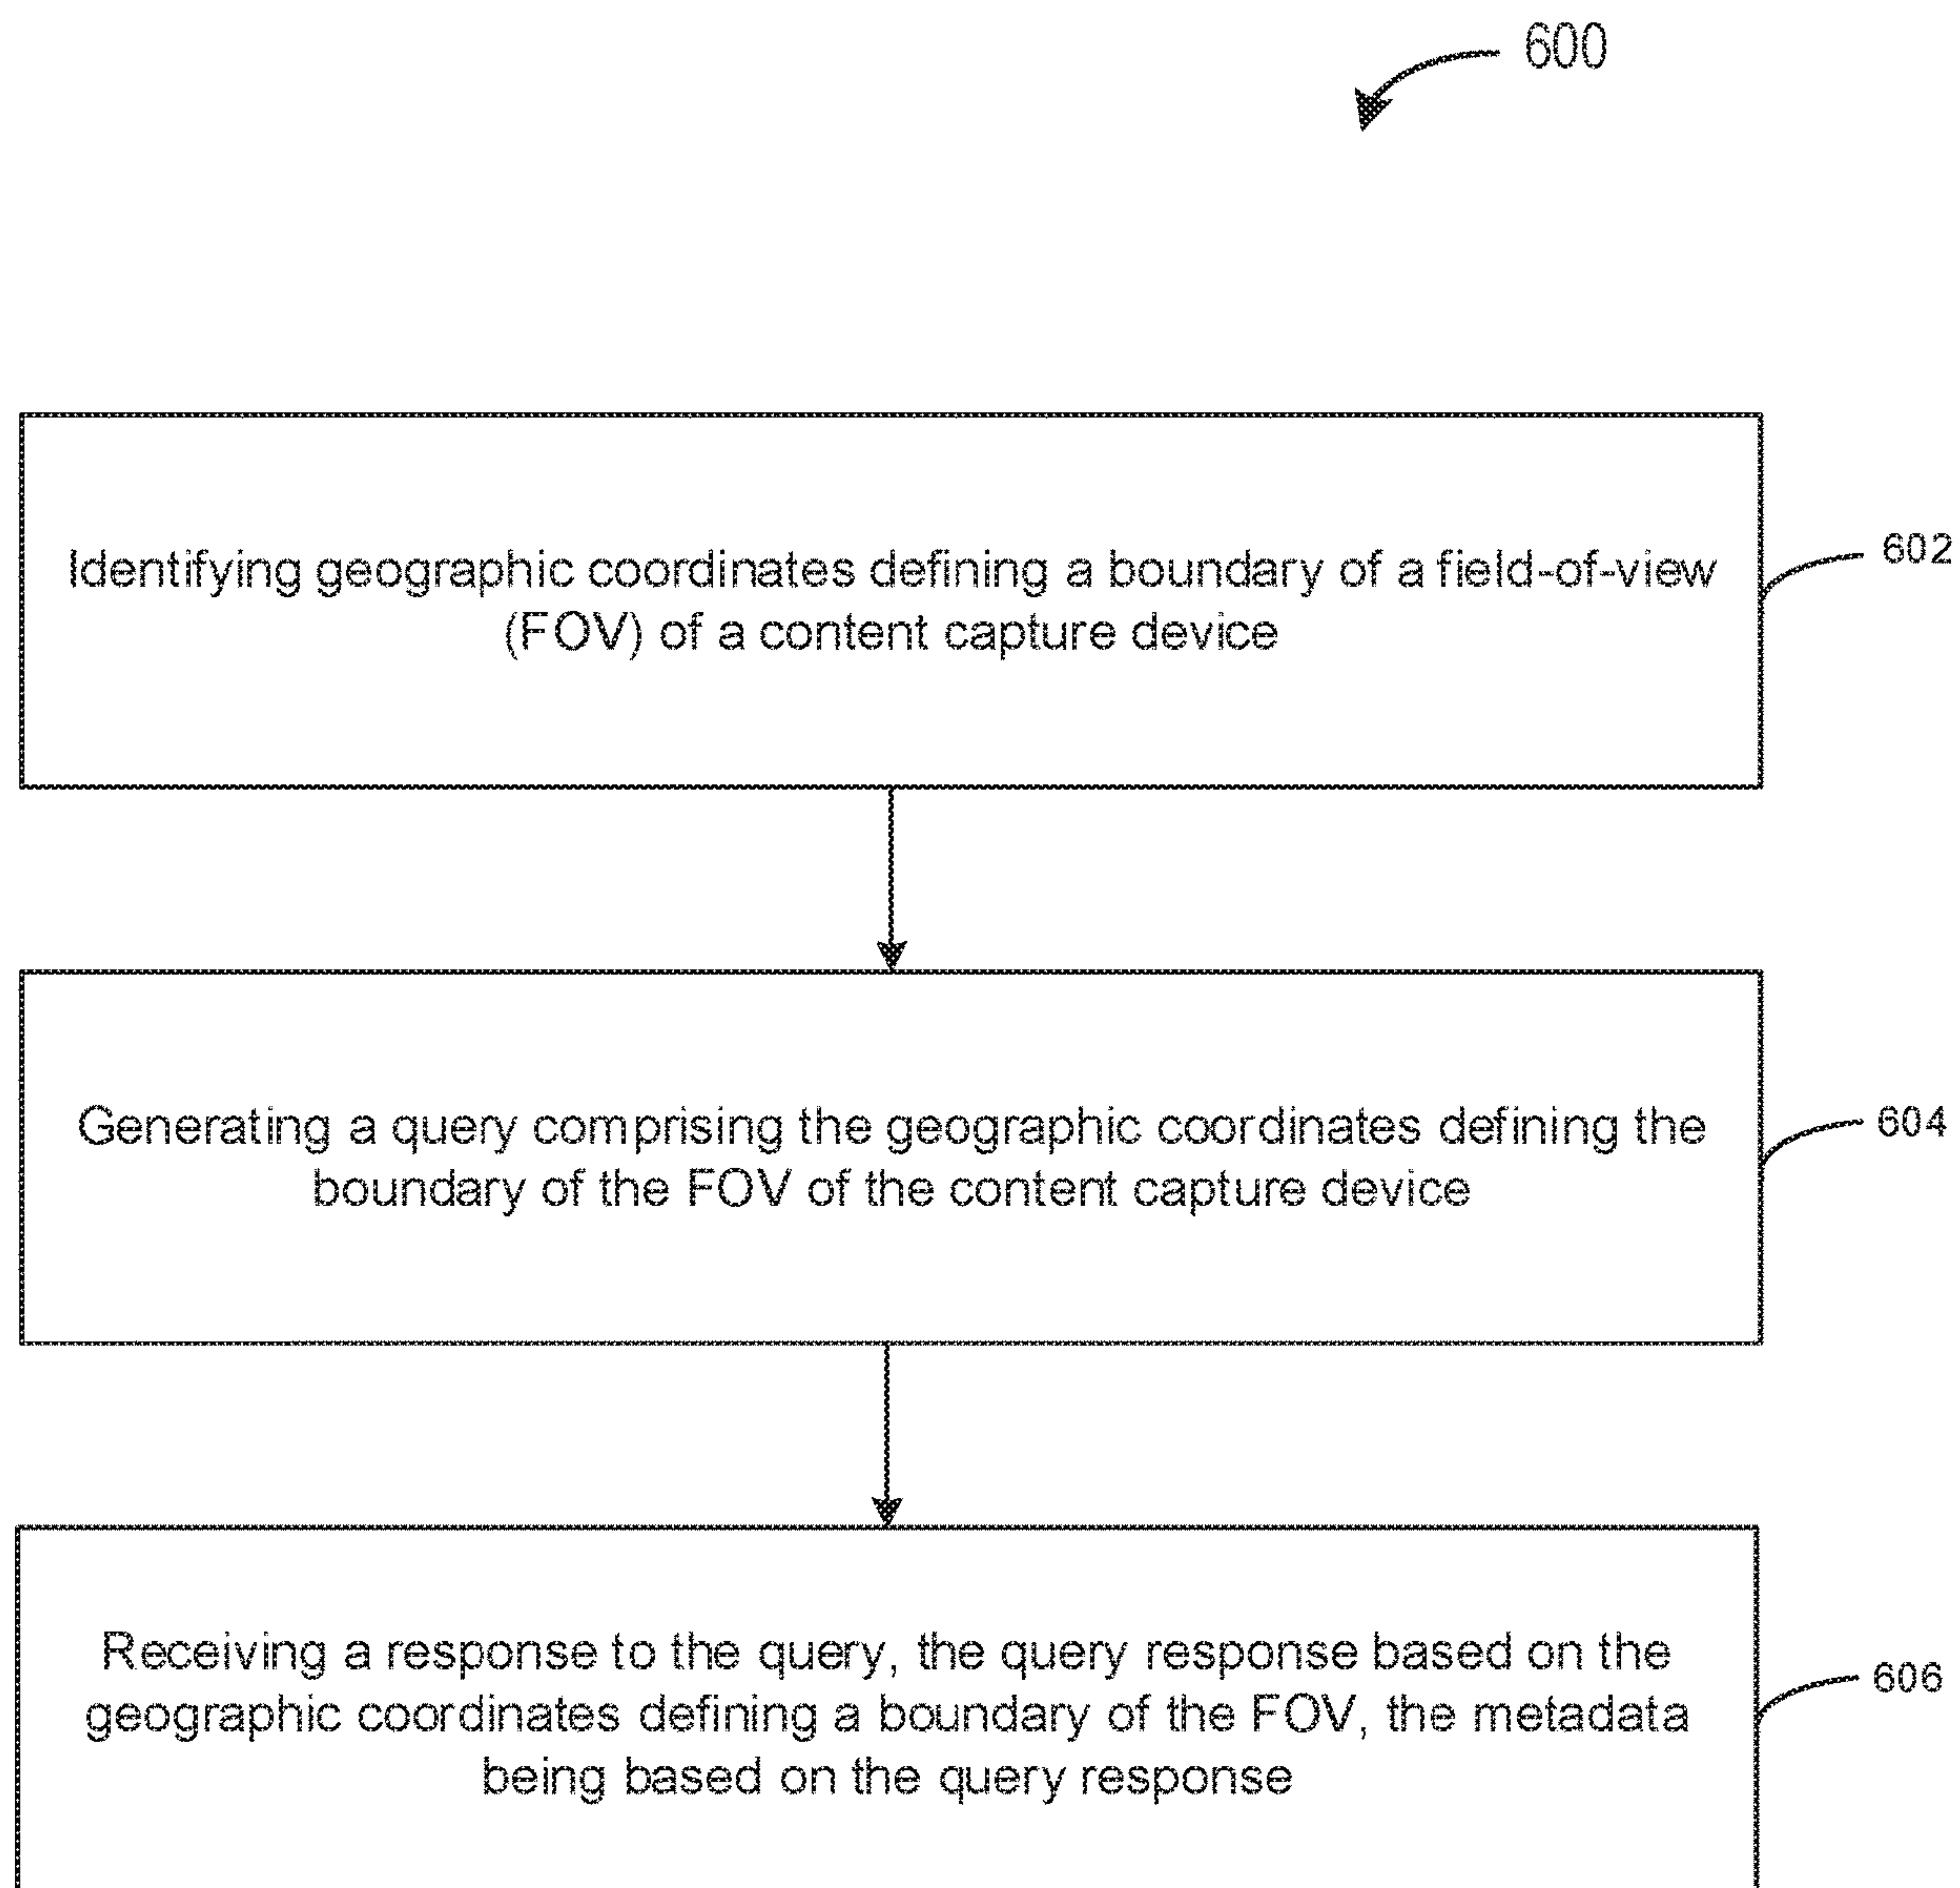 600
Identifying geographic coordinates defining a boundary of a field-of-view
(FOV) of a content capture device
602
Generating a query comprising the geographic coordinates defining the
boundary of the FOV of the content capture device
604
Receiving a response to the query, the query response based on the
geographic coordinates defining a boundary of the FOV, the metadata
being based on the query response
606